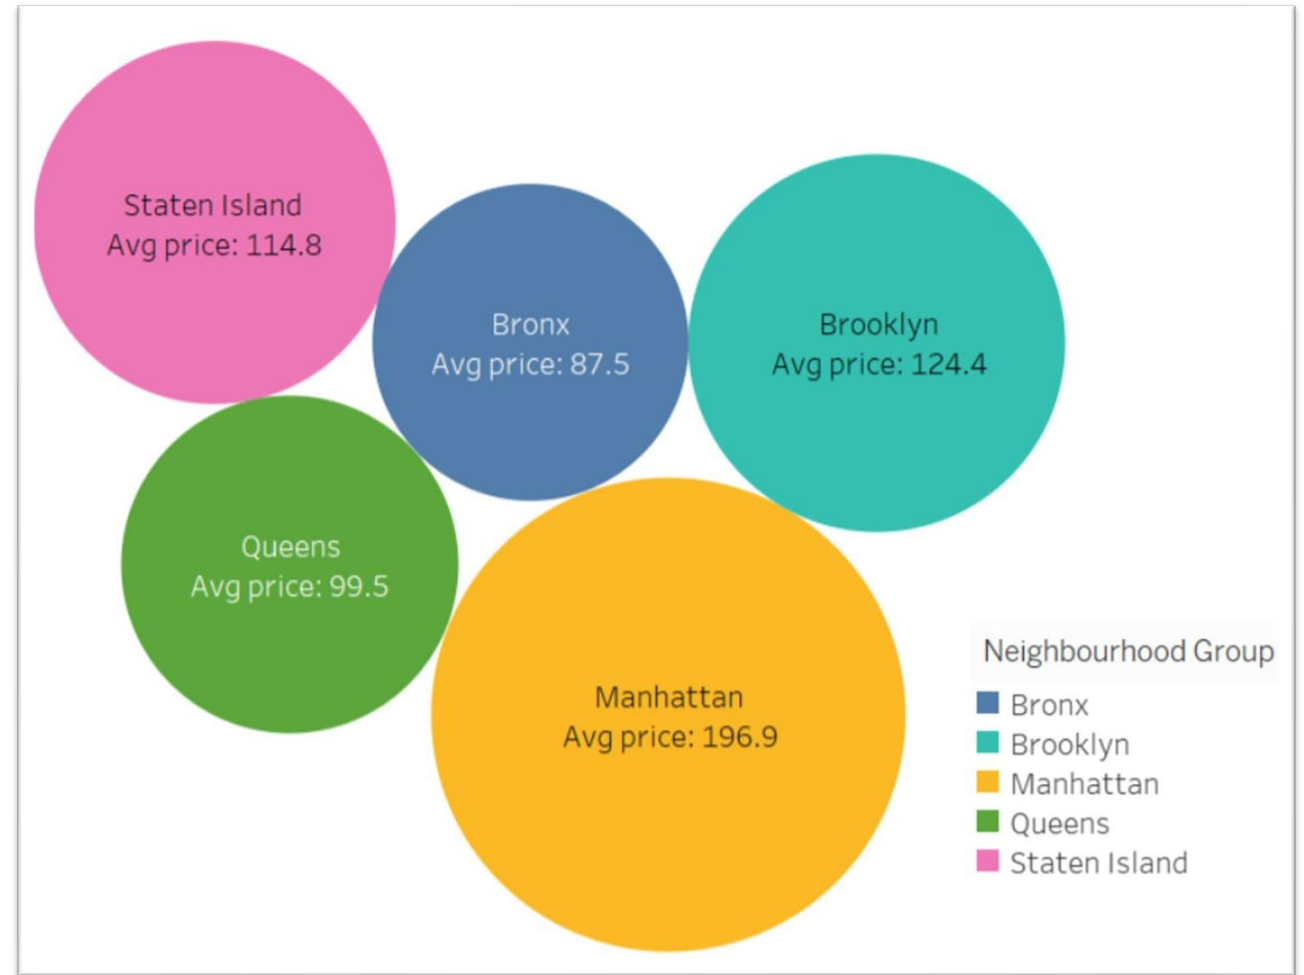 Staten Island
Avg price: 114.8
Bronx
Avg price: 87.5
Brooklyn
Avg price: 124.4
Queens
Avg price: 99.5
Manhattan
Avg price: 196.9
Neighbourhood Group
Bronx
Brooklyn
Manhattan
Queens
Staten Island